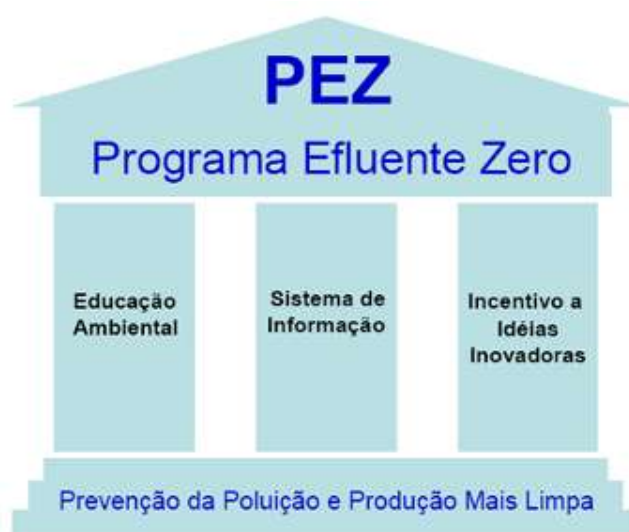 PEZ
Programa Efluente Zero
Educação
Ambiental
Sistema de
Informação
Incentivo a
Idéias
Inovadoras
Prevenção da Poluição e Produção Mais Limpa